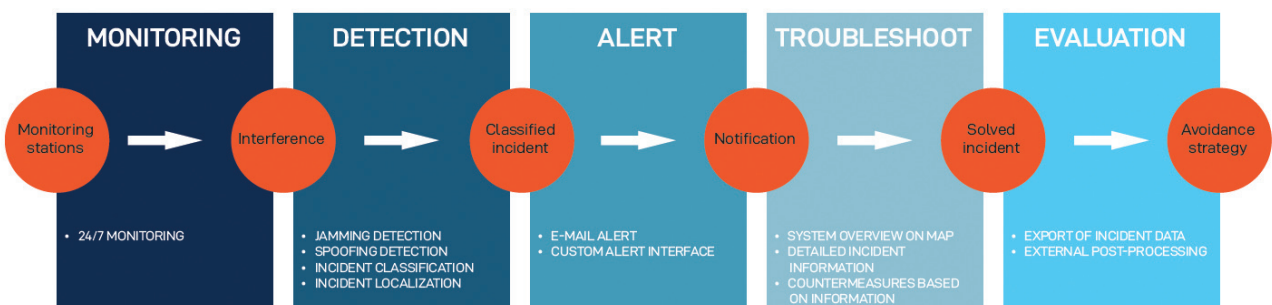 MONITORING
DETECTION
ALERT
TROUBLESHOOT
EVALUATION
Monitoring
stations
Interference
Classified
incident
Notification
Solved
incident
Avoidance
strategy
• 24/7 MONITORING
• JAMMING DETECTION
• SPOOFING DETECTION
• INCIDENT CLASSIFICATION
• INCIDENT LOCALIZATION
• E-MAIL ALERT
• CUSTOM ALERT INTERFACE
• SYSTEM OVERVIEW ON MAP
• DETAILED INCIDENT
INFORMATION
• COUNTERMEASURES BASED
ON INFORMATION
• EXPORT OF INCIDENT DATA
• EXTERNAL POST-PROCESSING